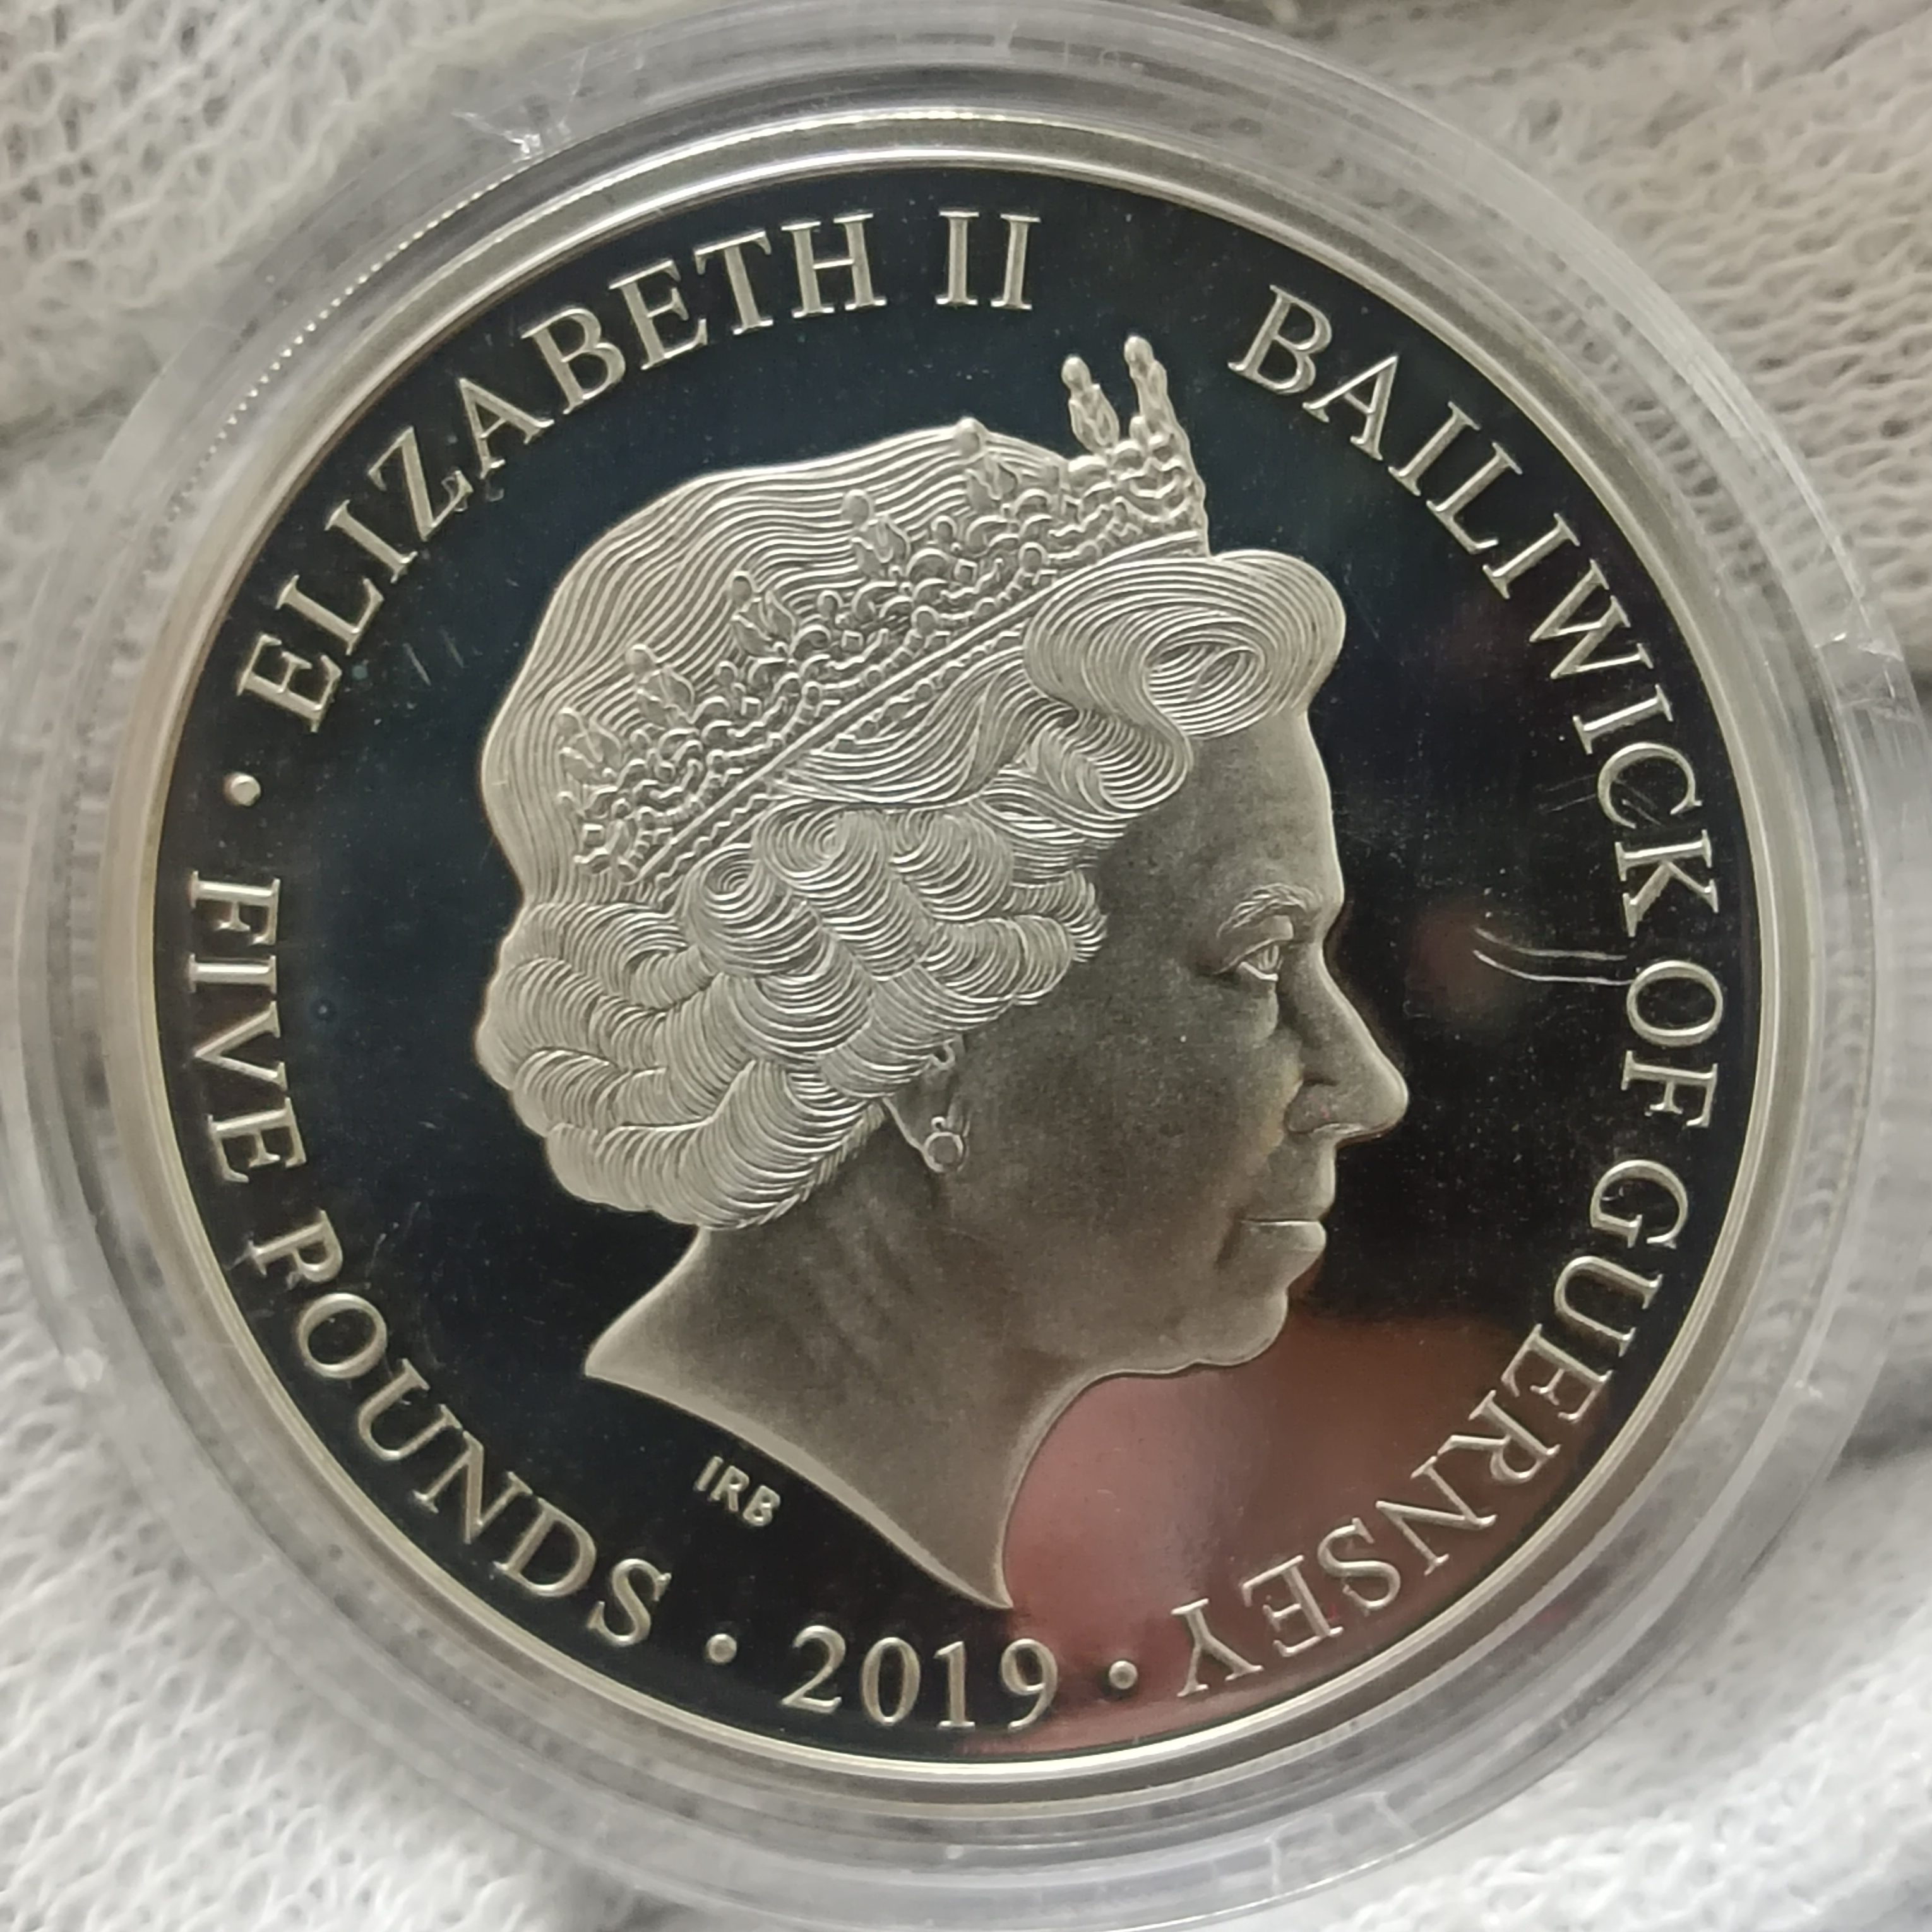 ELIZABETH II BAILIWICK OF GUERNSEY • 2019 • FIVE POUNDS •
IRB